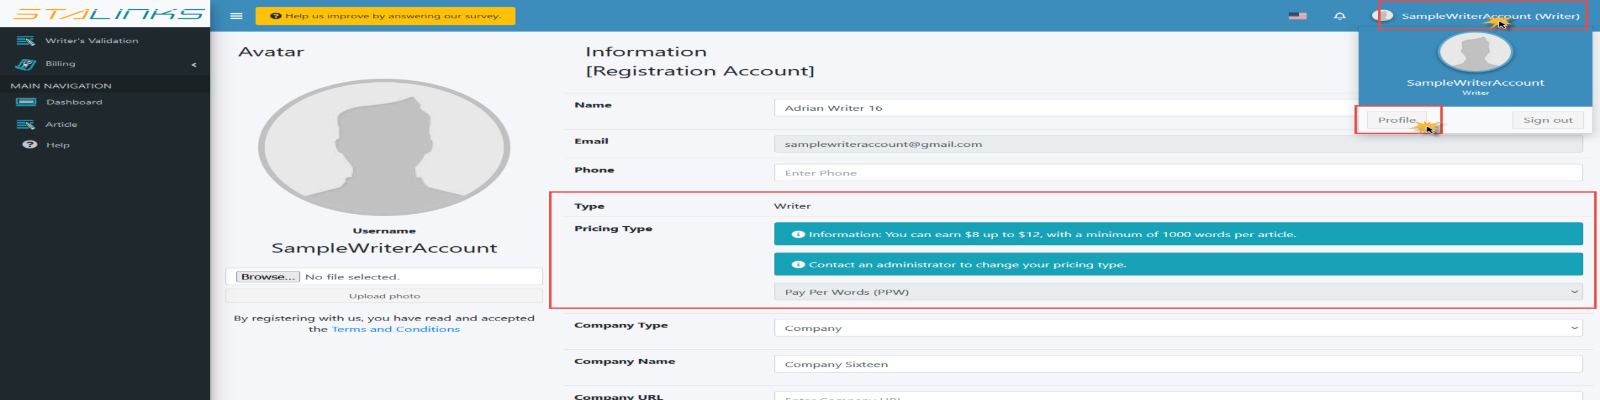 STALINKS
Help us improve by answering our survey.
SampleWriterAccount (Writer)
Writer's Validation
Billing
MAIN NAVIGATION
Dashboard
Article
Help
SampleWriterAccount
Writer
Profile
Sign out
Avatar
Username
SampleWriterAccount
Browse... No file selected.
Upload photo
By registering with us, you have read and accepted
the Terms and Conditions
Information
[Registration Account]
Name Adrian Writer 16
Email samplewriteraccount@gmail.com
Phone Enter Phone
Type Writer
Pricing Type Information: You can earn $8 up to $12, with a minimum of 1000 words per article.
Contact an administrator to change your pricing type.
Pay Per Words (PPW)
Company Type Company
Company Name Company Sixteen
Company URL Enter Company URL